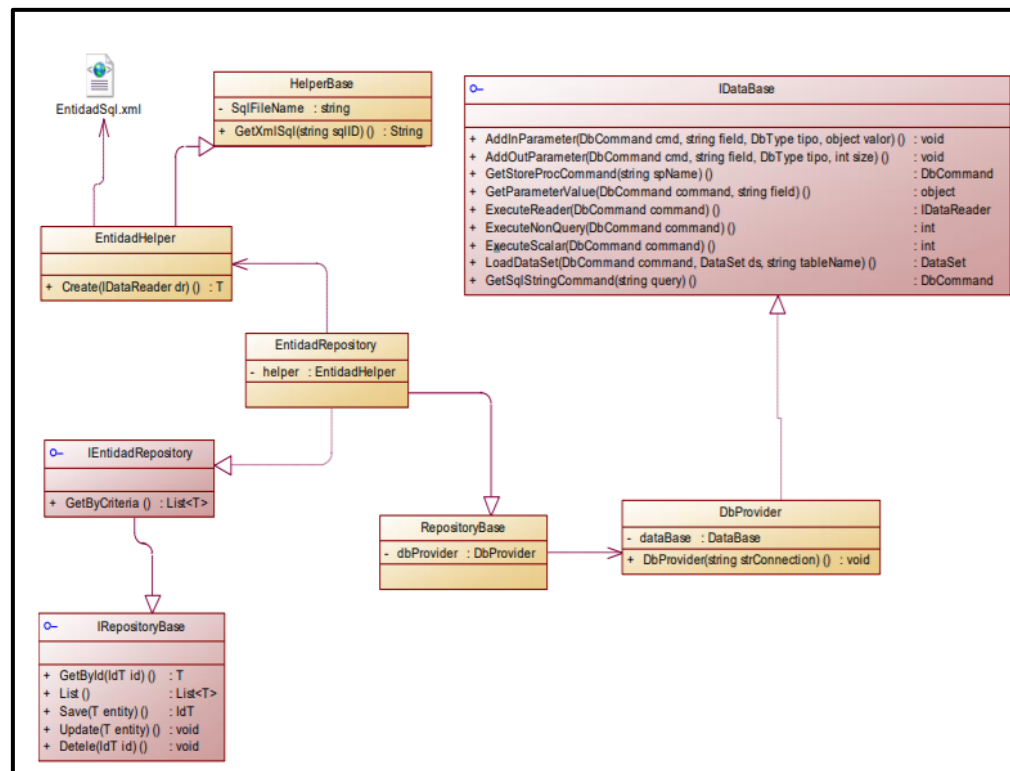 EntidadSql.xml
HelperBase
- SqlFileName : string
+ GetXmlSql(string sqlID) () : String
IDataBase
+ AddInParameter(DbCommand cmd, string field, DbType tipo, object valor) () : void
+ AddOutParameter(DbCommand cmd, string field, DbType tipo, int size) () : void
+ GetStoreProcCommand(string spName) () : DbCommand
+ GetParameterValue(DbCommand command, string field) () : object
+ ExecuteReader(DbCommand command) () : IDataReader
+ ExecuteNonQuery(DbCommand command) () : int
+ ExecuteScalar(DbCommand command) () : int
+ LoadDataSet(DbCommand command, DataSet ds, string tableName) () : DataSet
+ GetSqlStringCommand(string query) () : DbCommand
EntidadHelper
+ Create(IDataReader dr) () : T
EntidadRepository
- helper : EntidadHelper
IEntidadRepository
+ GetByCriteria () : List<T>
RepositoryBase
- dbProvider : DbProvider
DbProvider
- dataBase : DataBase
+ DbProvider(string strConnection) () : void
IRepositoryBase
+ GetById(IdT id) () : T
+ List () : List<T>
+ Save(T entity) () : IdT
+ Update(T entity) () : void
+ Detele(IdT id) () : void